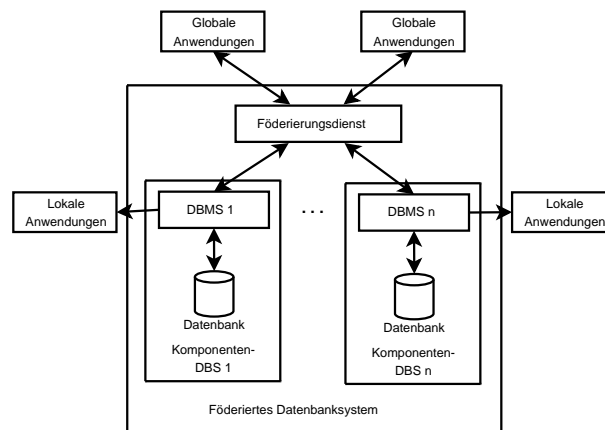 Globale
Anwendungen
Globale
Anwendungen
Föderierungsdienst
Lokale
Anwendungen
DBMS 1
...
DBMS n
Lokale
Anwendungen
Datenbank
Komponenten-
DBS 1
Datenbank
Komponenten-
DBS n
Föderiertes Datenbanksystem